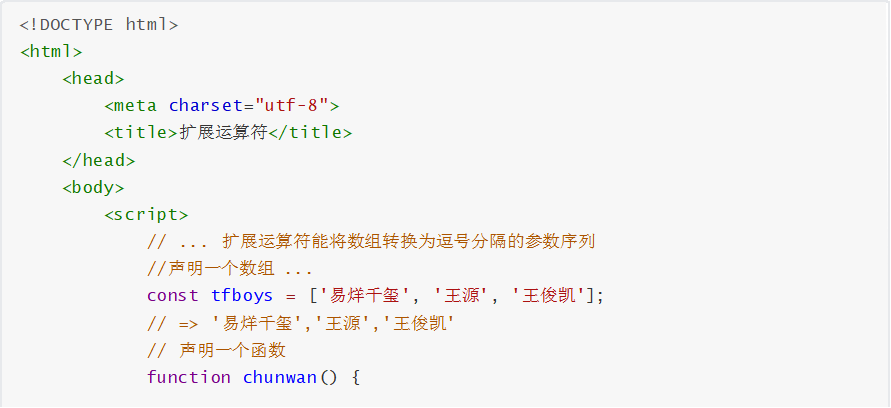 <!DOCTYPE html>
<html>
    <head>
        <meta charset="utf-8">
        <title>扩展运算符</title>
    </head>
    <body>
        <script>
            // ... 扩展运算符能将数组转换为逗号分隔的参数序列
            //声明一个数组 ...
            const tfboys = ['易烊千玺', '王源', '王俊凯'];
            // => '易烊千玺','王源','王俊凯'
            // 声明一个函数
            function chunwan() {